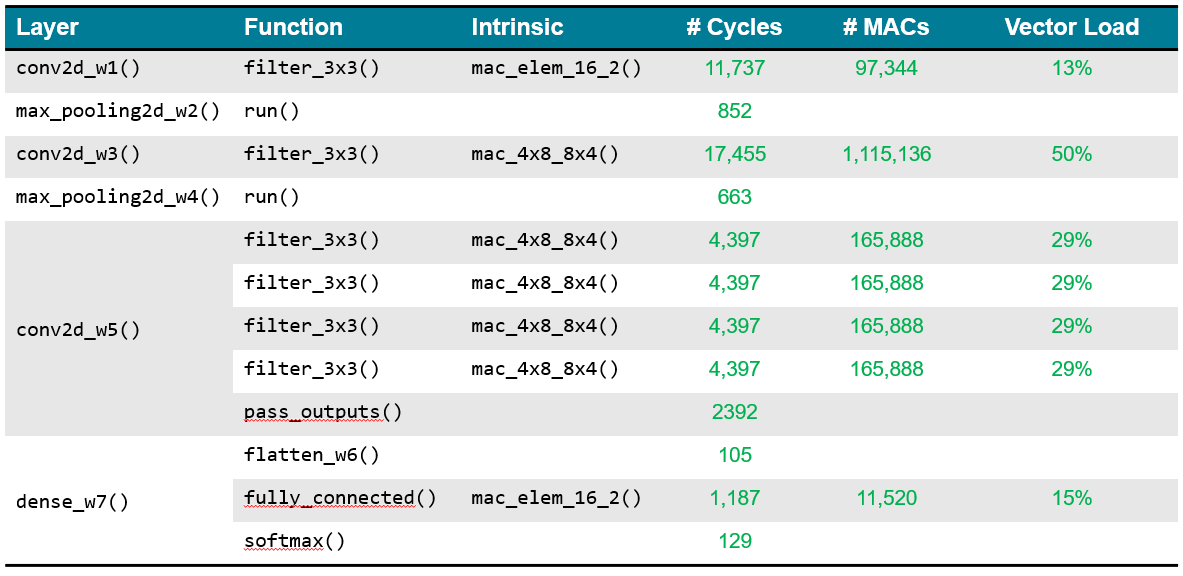 Layer Function Intrinsic # Cycles # MACs Vector Load
conv2d_w1() filter_3x3() mac_elem_16_2() 11,737 97,344 13%
max_pooling2d_w2() run() 852
conv2d_w3() filter_3x3() mac_4x8_8x4() 17,455 1,115,136 50%
max_pooling2d_w4() run() 663
filter_3x3() mac_4x8_8x4() 4,397 165,888 29%
filter_3x3() mac_4x8_8x4() 4,397 165,888 29%
conv2d_w5() filter_3x3() mac_4x8_8x4() 4,397 165,888 29%
filter_3x3() mac_4x8_8x4() 4,397 165,888 29%
pass_outputs() 2392
flatten_w6() 105
dense_w7() fully_connected() mac_elem_16_2() 1,187 11,520 15%
softmax() 129